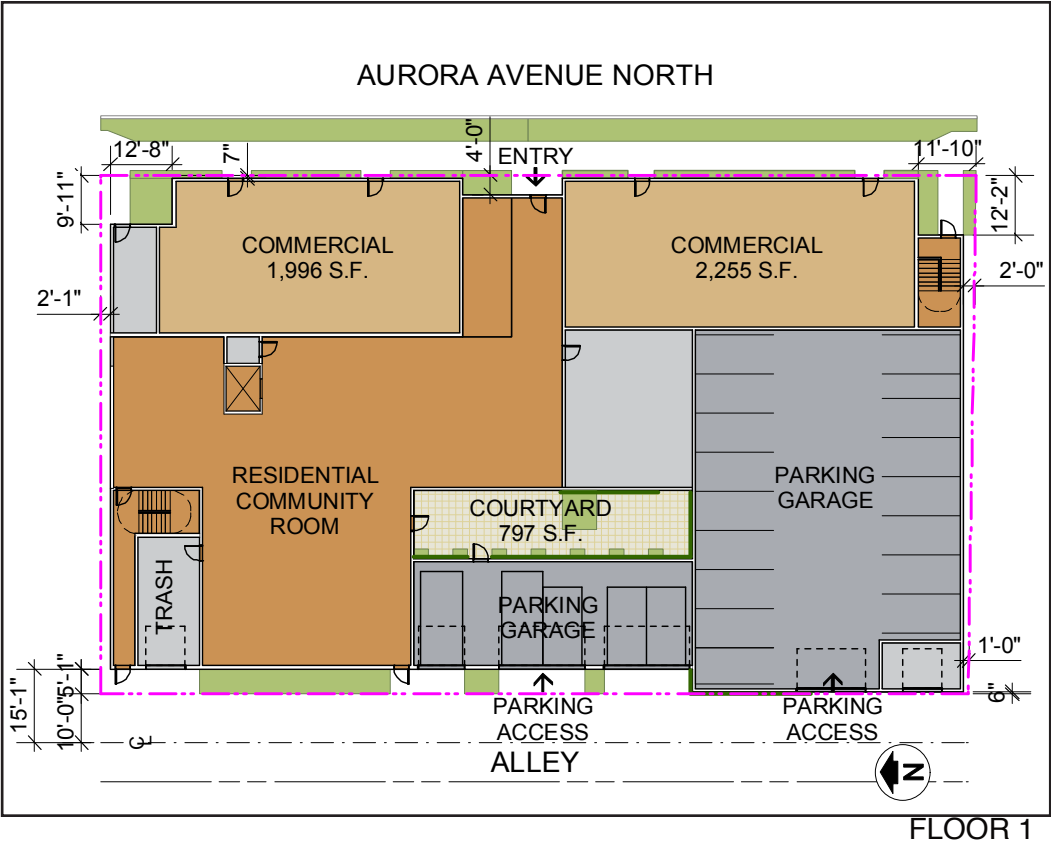 AURORA AVENUE NORTH
12'-8"
7"
4'-0"
ENTRY
11'-10"
9'-11"
12'-2"
COMMERCIAL
1,996 S.F.
COMMERCIAL
2,255 S.F.
2'-1"
2'-0"
RESIDENTIAL
COMMUNITY
ROOM
COURTYARD
797 S.F.
PARKING
GARAGE
TRASH
PARKING
GARAGE
1'-0"
15'-1"
5'-1"
10'-0"
6"
PARKING
ACCESS
PARKING
ACCESS
CL
ALLEY
N
FLOOR 1